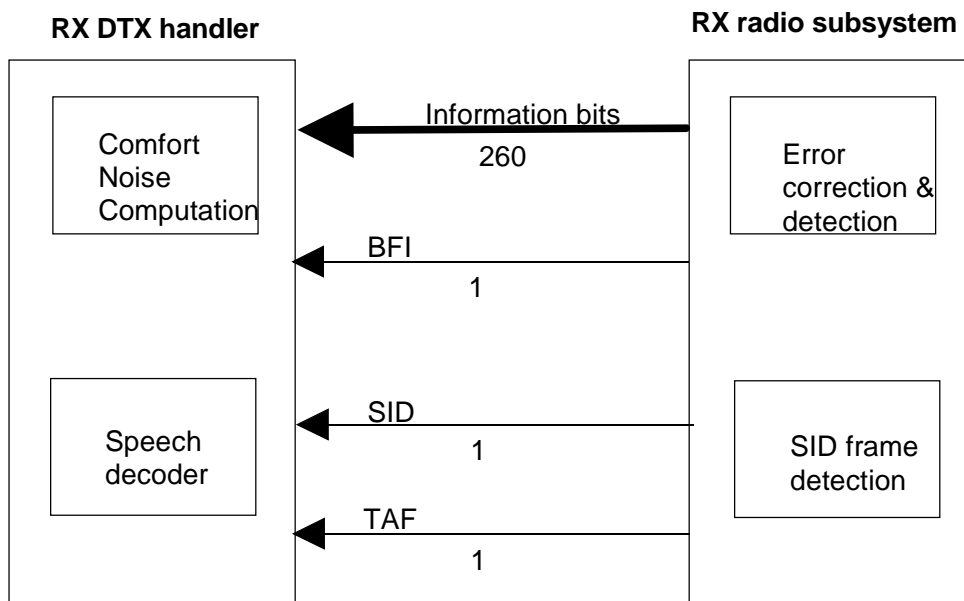 RX DTX handler
RX radio subsystem
Comfort
Noise
Computation
Information bits
260
Error
correction &
detection
BFI
1
Speech
decoder
SID
1
SID frame
detection
TAF
1